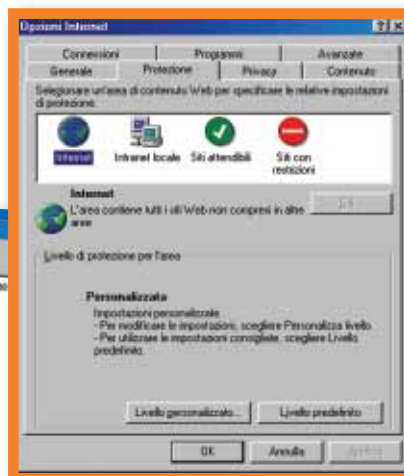 Opzioni Internet
Connessioni Programmi Avanzate
Generale Protezione Privacy Contenuto
Selezionare un'area di contenuto Web per specificare le relative impostazioni
di protezione.
Internet Intranet locale Siti attendibili Siti con
restrizioni
Internet
L'area contiene tutti i siti Web non compresi in altre
aree
Livello di protezione per l'area
Personalizzata
Impostazioni personalizzate.
- Per modificare le impostazioni, scegliere Personalizza livello.
- Per utilizzare le impostazioni consigliate, scegliere Livello
predefinito.
Livello personalizzato... Livello predefinito
OK Annulla